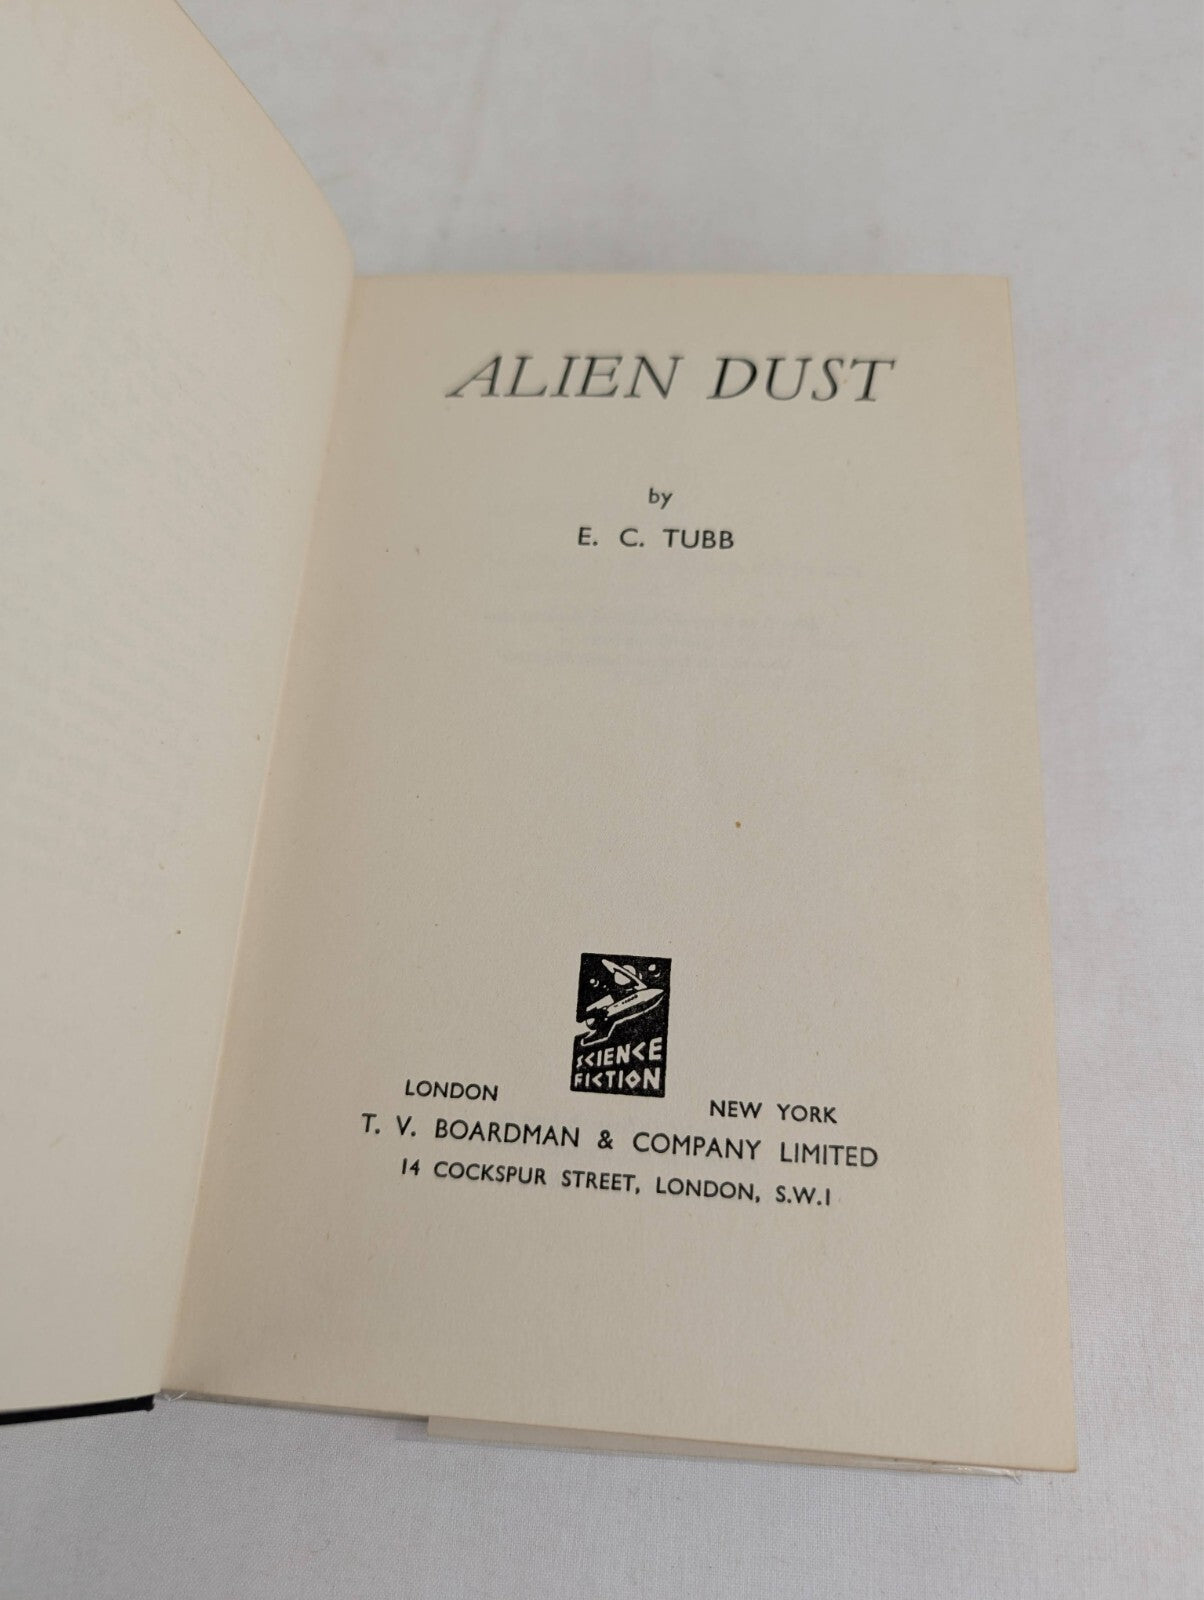 ALIEN DUST
by
E. C. TUBB
SCIENCE
FICTION
LONDON NEW YORK
T. V. BOARDMAN & COMPANY LIMITED
14 COCKSPUR STREET, LONDON, S.W.1